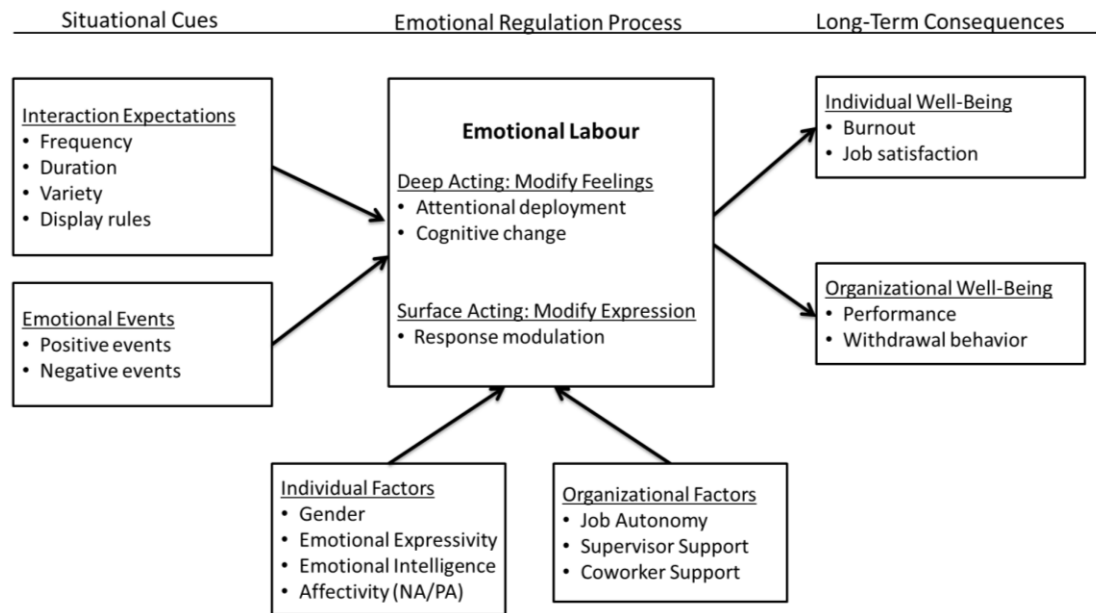 Situational Cues
Emotional Regulation Process
Long-Term Consequences
Interaction Expectations
• Frequency
• Duration
• Variety
• Display rules
Emotional Events
• Positive events
• Negative events
Emotional Labour
Deep Acting: Modify Feelings
• Attentional deployment
• Cognitive change
Surface Acting: Modify Expression
• Response modulation
Individual Well-Being
• Burnout
• Job satisfaction
Organizational Well-Being
• Performance
• Withdrawal behavior
Individual Factors
• Gender
• Emotional Expressivity
• Emotional Intelligence
• Affectivity (NA/PA)
Organizational Factors
• Job Autonomy
• Supervisor Support
• Coworker Support